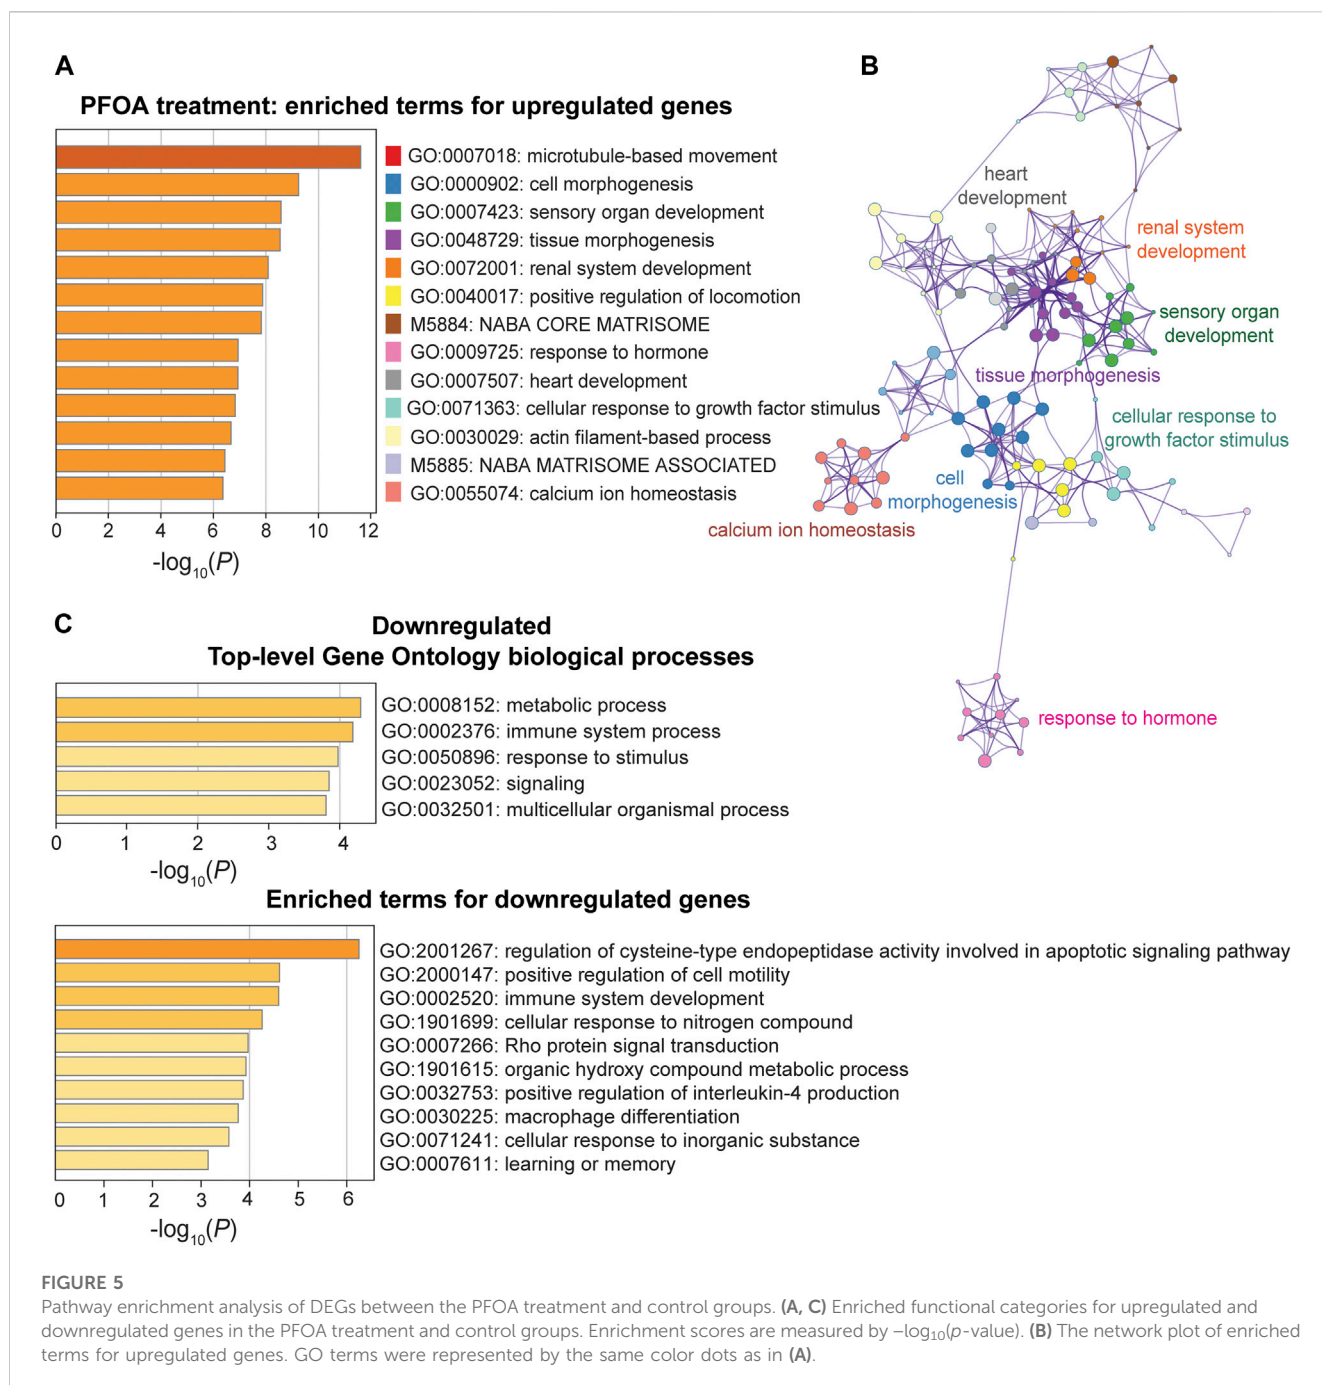 A
PFOA treatment: enriched terms for upregulated genes
GO:0007018: microtubule-based movement
GO:0000902: cell morphogenesis
GO:0007423: sensory organ development
GO:0048729: tissue morphogenesis
GO:0072001: renal system development
GO:0040017: positive regulation of locomotion
M5884: NABA CORE MATRISOME
GO:0009725: response to hormone
GO:0007507: heart development
GO:0071363: cellular response to growth factor stimulus
GO:0030029: actin filament-based process
M5885: NABA MATRISOME ASSOCIATED
GO:0055074: calcium ion homeostasis
0 2 4 6 8 10 12
-log10(P)
B
heart
development
renal system
development
sensory organ
development
tissue morphogenesis
cellular response to
growth factor stimulus
cell
morphogenesis
calcium ion homeostasis
response to hormone
C
Downregulated
Top-level Gene Ontology biological processes
GO:0008152: metabolic process
GO:0002376: immune system process
GO:0050896: response to stimulus
GO:0023052: signaling
GO:0032501: multicellular organismal process
0 1 2 3 4
-log10(P)
Enriched terms for downregulated genes
GO:2001267: regulation of cysteine-type endopeptidase activity involved in apoptotic signaling pathway
GO:2000147: positive regulation of cell motility
GO:0002520: immune system development
GO:1901699: cellular response to nitrogen compound
GO:0007266: Rho protein signal transduction
GO:1901615: organic hydroxy compound metabolic process
GO:0032753: positive regulation of interleukin-4 production
GO:0030225: macrophage differentiation
GO:0071241: cellular response to inorganic substance
GO:0007611: learning or memory
0 1 2 3 4 5 6
-log10(P)
FIGURE 5
Pathway enrichment analysis of DEGs between the PFOA treatment and control groups. (A, C) Enriched functional categories for upregulated and
downregulated genes in the PFOA treatment and control groups. Enrichment scores are measured by –log10(p-value). (B) The network plot of enriched
terms for upregulated genes. GO terms were represented by the same color dots as in (A).